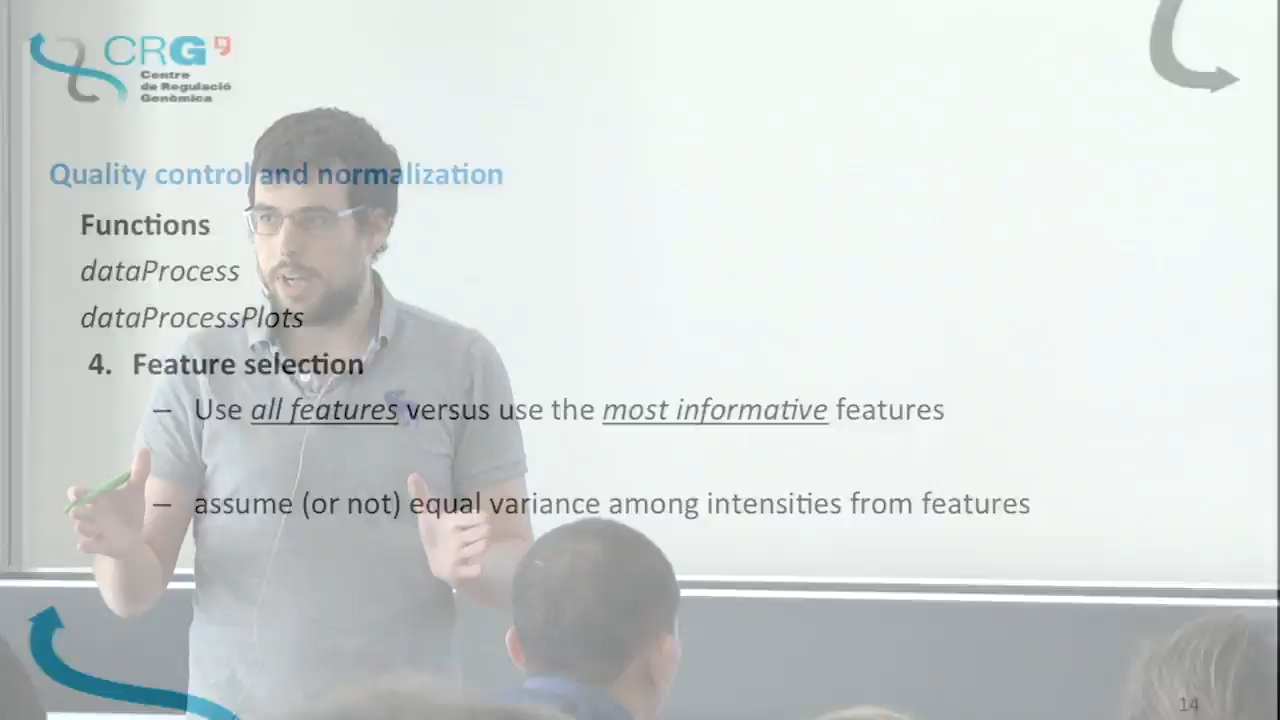 CRG
Centre
de Regulació
Genòmica
Quality control and normalization
Functions
dataProcess
dataProcessPlots
4. Feature selection
– Use all features versus use the most informative features
– assume (or not) equal variance among intensities from features
14